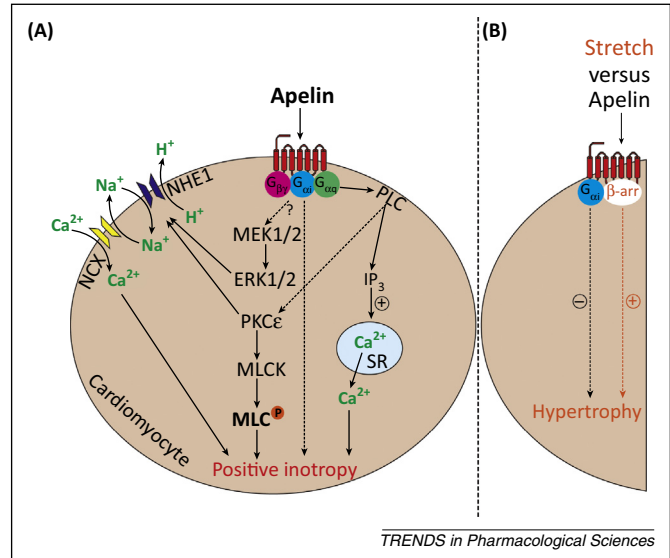 (A)
Apelin
H⁺
Na⁺
NHE1
Ca²⁺
H⁺
Na⁺
NCX
Ca²⁺
Gβγ
Gαi
Gαq
PLC
?
MEK1/2
ERK1/2
IP₃
+
PKCε
Ca²⁺
SR
MLCK
Ca²⁺
MLC P
Cardiomyocyte
Positive inotropy
(B)
Stretch
versus
Apelin
Gαi
β-arr
−
+
Hypertrophy
TRENDS in Pharmacological Sciences